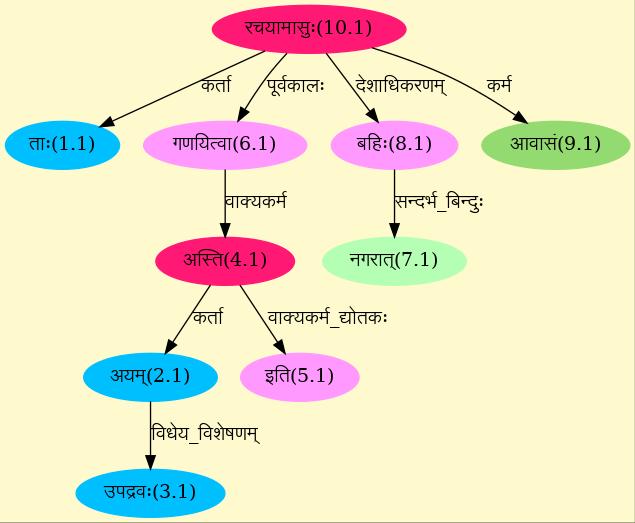 रचयामासुः(10.1)
कर्ता पूर्वकालः देशाधिकरणम् कर्म
ताः(1.1) गणयित्वा(6.1) बहिः(8.1) आवासं(9.1)
वाक्यकर्म सन्दर्भ_बिन्दुः
अस्ति(4.1) नगरात्(7.1)
कर्ता वाक्यकर्म_द्योतकः
अयम्(2.1) इति(5.1)
विधेय_विशेषणम्
उपद्रवः(3.1)